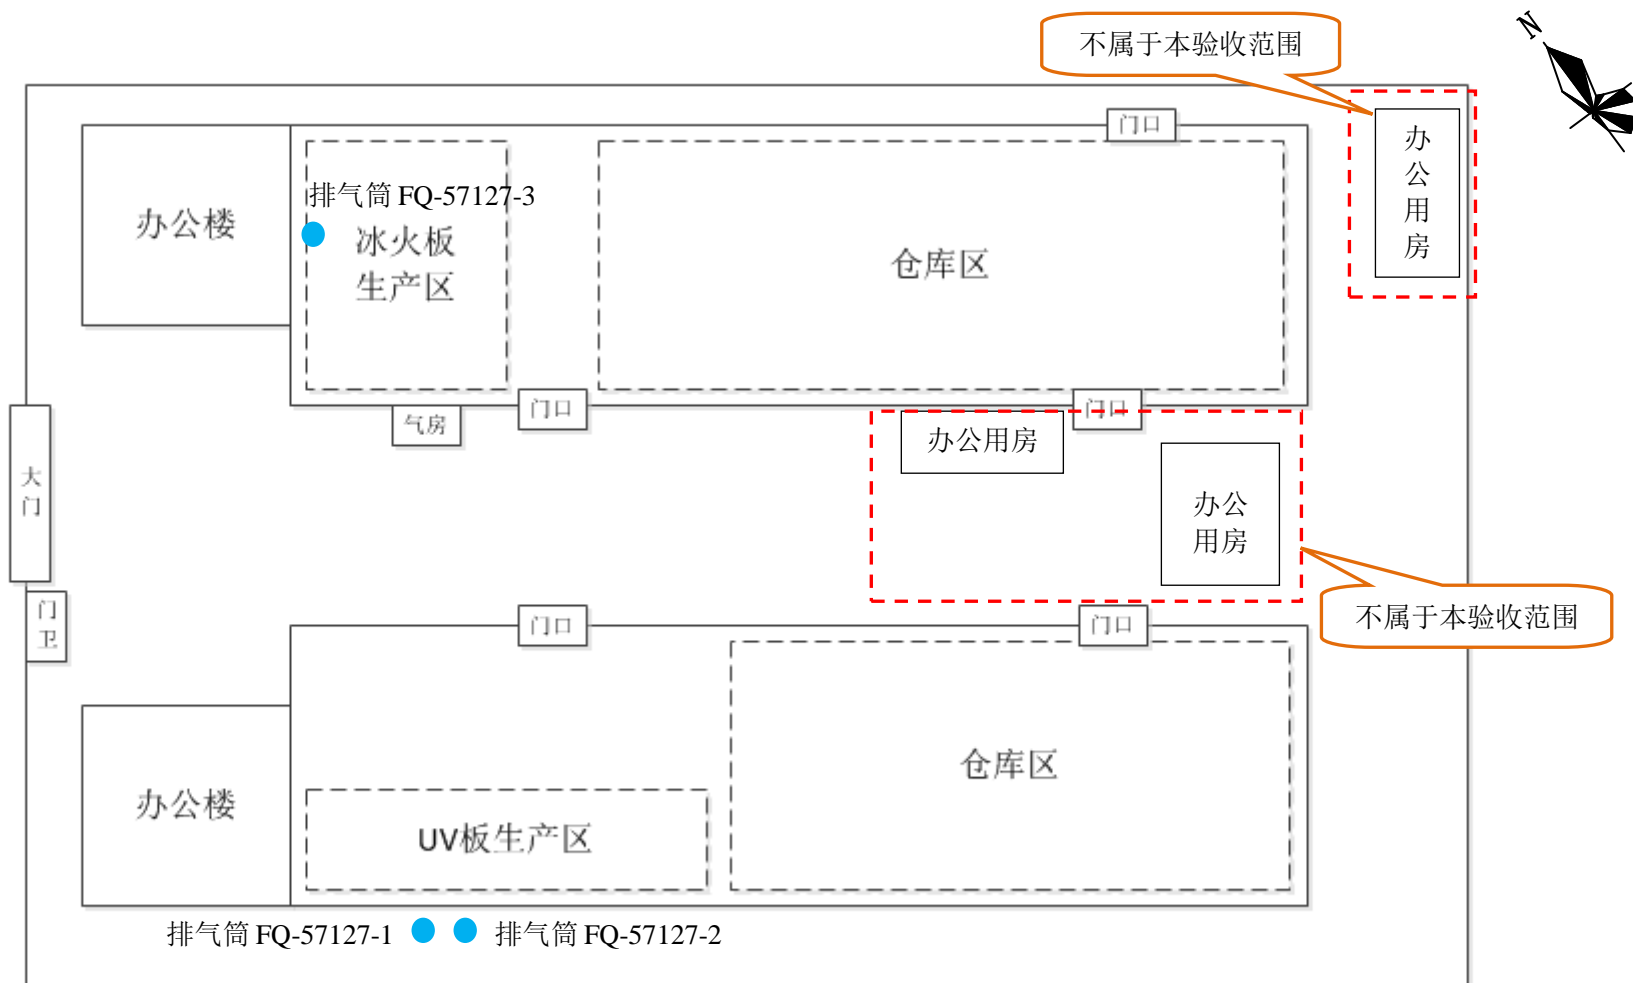 不属于本验收范围
N
门口
办
公
用
房
排气筒 FQ-57127-3
办公楼
冰火板
生产区
仓库区
门口
门口
气房
办公用房
大
门
办公
用房
门
卫
门口
门口
不属于本验收范围
仓库区
办公楼
UV板生产区
排气筒 FQ-57127-1
排气筒 FQ-57127-2